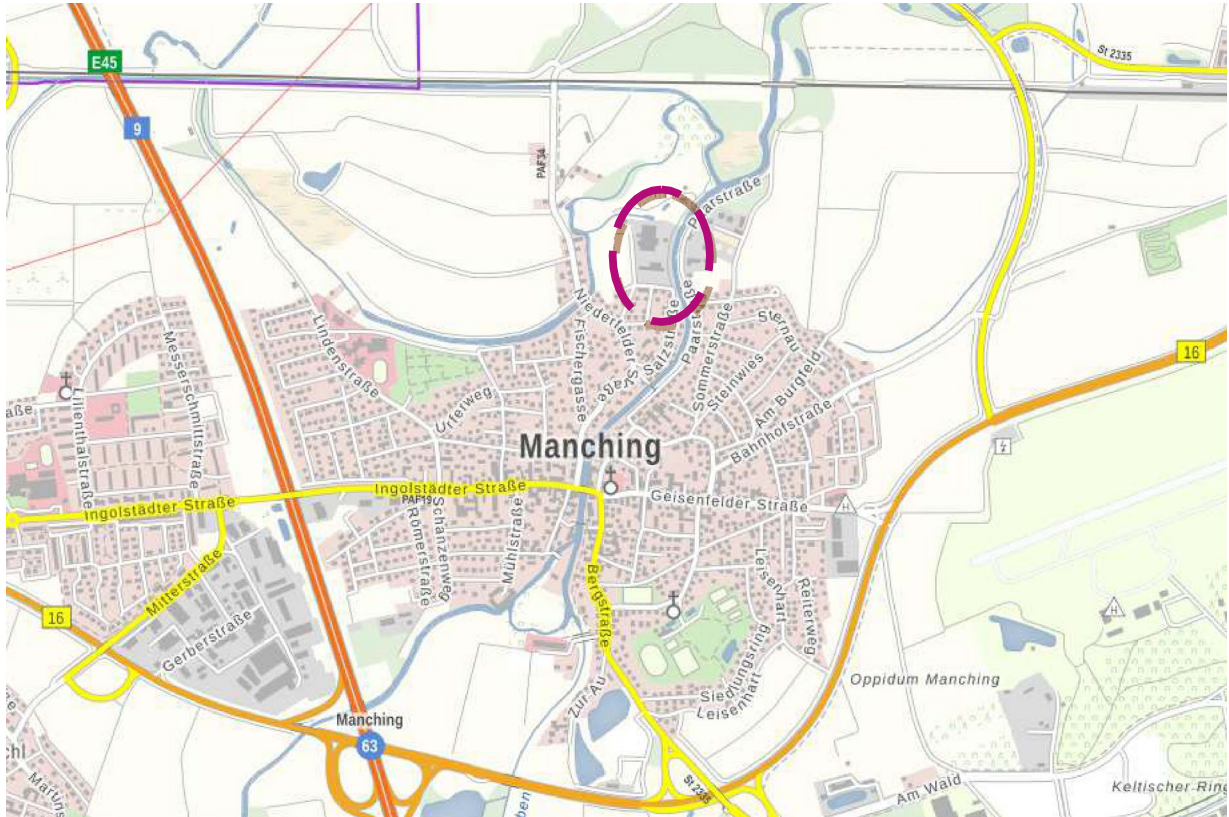 E45
St 2335
9
PAF34
Paarstraße
Niederfelder Straße
Fischergasse
Salzstraße
Paarstraße
Sommerstraße
Sternau
Steinwies
Am Burgfeld
Bahnhofstraße
16
Lindenstraße
Messerschmittstraße
Lilienthalstraße
Urferweg
Manching
Ingolstädter Straße
Ingolstädter Straße
PAF19
Geisenfelder Straße
H
Römerstraße
Schanzenweg
Mühlstraße
Bergstraße
Leisenhart
Reiterweg
Mitterstraße
16
Gerberstraße
H
Siedlungsring
Leisenhart
Oppidum Manching
Zur Au
Manching
63
St 2335
Am Wald
Keltischer Ring